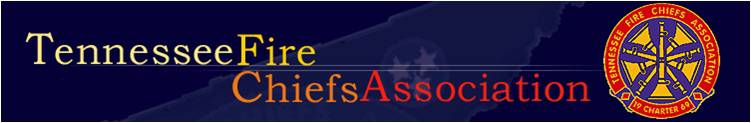 TennesseeFire
ChiefsAssociation
TENNESSEE FIRE CHIEFS ASSOCIATION
19 CHARTER 69